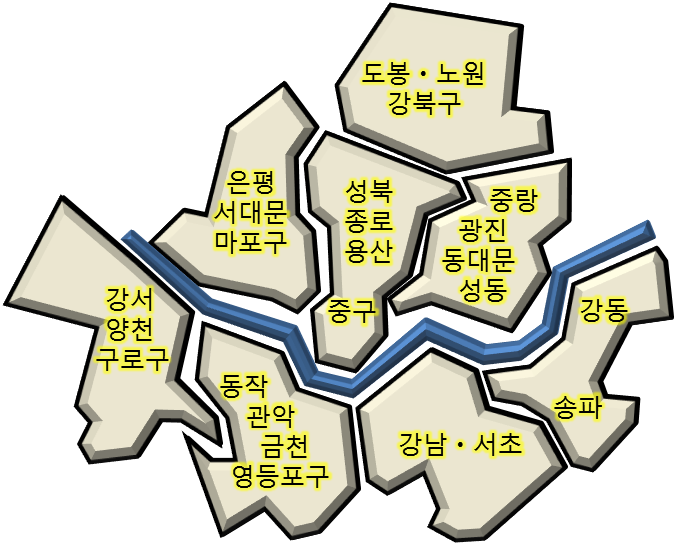 도봉・노원
강북구
은평
서대문
마포구
성북
종로
용산
중구
중랑
광진
동대문
성동
강서
양천
구로구
동작
관악
금천
영등포구
강남・서초
강동
송파